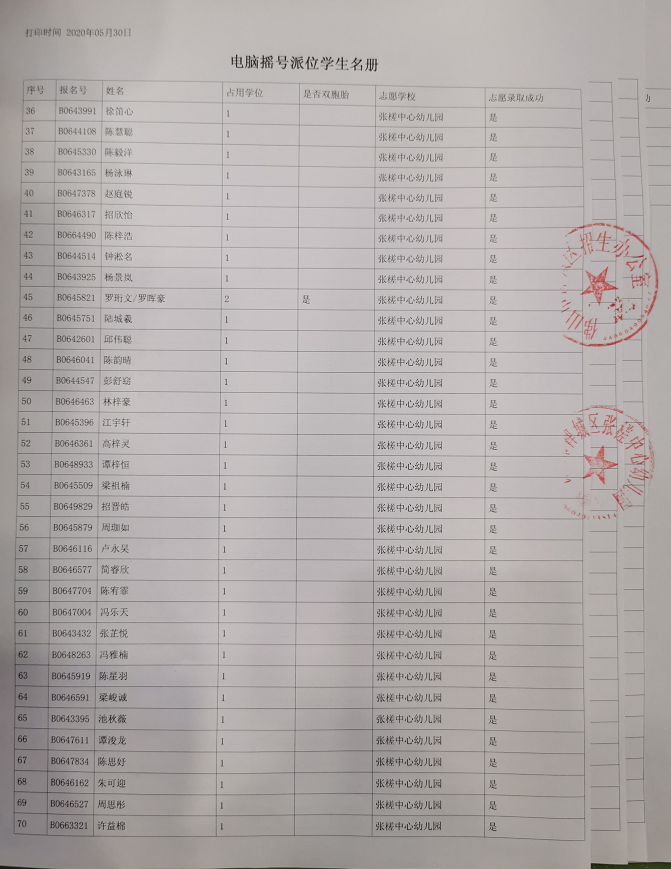 打印时间 2020年05月30日
电脑摇号派位学生名册
序号 报名号 姓名 占用学位 是否双胞胎 志愿学校 志愿录取成功
36 B0643991 徐笛心 1 张槎中心幼儿园 是
37 B0644108 陈慧聪 1 张槎中心幼儿园 是
38 B0645330 陈毅洋 1 张槎中心幼儿园 是
39 B0643165 杨泳琳 1 张槎中心幼儿园 是
40 B0647378 赵庭锐 1 张槎中心幼儿园 是
41 B0646317 招欣怡 1 张槎中心幼儿园 是
42 B0664490 陈梓浩 1 张槎中心幼儿园 是
43 B0644514 钟淞名 1 张槎中心幼儿园 是
44 B0643925 杨景岚 1 张槎中心幼儿园 是
45 B0645821 罗珩文/罗晖豪 2 是 张槎中心幼儿园 是
46 B0645751 陆城羲 1 张槎中心幼儿园 是
47 B0642601 邱伟聪 1 张槎中心幼儿园 是
48 B0646041 陈韵晴 1 张槎中心幼儿园 是
49 B0644547 彭舒窈 1 张槎中心幼儿园 是
50 B0646463 林梓豪 1 张槎中心幼儿园 是
51 B0645396 江宇轩 1 张槎中心幼儿园 是
52 B0646361 高梓灵 1 张槎中心幼儿园 是
53 B0648933 谭梓恒 1 张槎中心幼儿园 是
54 B0645509 梁祖楠 1 张槎中心幼儿园 是
55 B0649829 招晋皓 1 张槎中心幼儿园 是
56 B0645879 周珈如 1 张槎中心幼儿园 是
57 B0646116 卢永昊 1 张槎中心幼儿园 是
58 B0646577 简睿欣 1 张槎中心幼儿园 是
59 B0647704 陈宥霏 1 张槎中心幼儿园 是
60 B0647004 冯乐天 1 张槎中心幼儿园 是
61 B0643432 张芷悦 1 张槎中心幼儿园 是
62 B0648263 冯雅楠 1 张槎中心幼儿园 是
63 B0645919 陈星羽 1 张槎中心幼儿园 是
64 B0646591 梁峻诚 1 张槎中心幼儿园 是
65 B0643395 池秋薇 1 张槎中心幼儿园 是
66 B0647611 谭浚龙 1 张槎中心幼儿园 是
67 B0647834 陈思妤 1 张槎中心幼儿园 是
68 B0646162 朱可迎 1 张槎中心幼儿园 是
69 B0646527 周思彤 1 张槎中心幼儿园 是
70 B0663321 许益棉 1 张槎中心幼儿园 是
佛山市 区招生办公室
城区张槎中心幼儿园